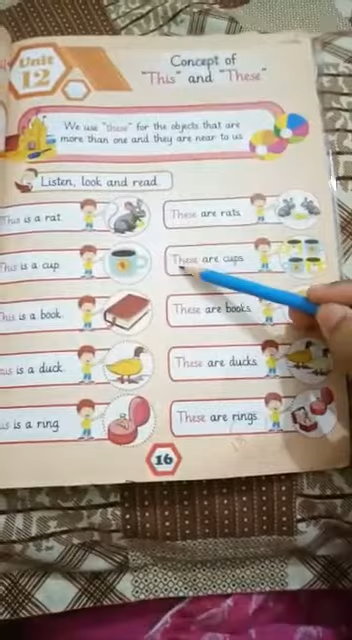 Unit
12
Concept of
"This" and "These"
We use "these" for the objects that are
more than one and they are near to us
Listen, look and read.
This is a rat.
These are rats.
This is a cup.
These are cups.
This is a book.
These are books.
is a duck.
These are ducks.
is a ring.
These are rings.
16